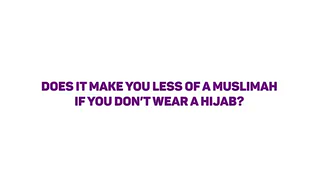 DOES IT MAKE YOU LESS OF A MUSLIMAH
IF YOU DON'T WEAR A HIJAB?